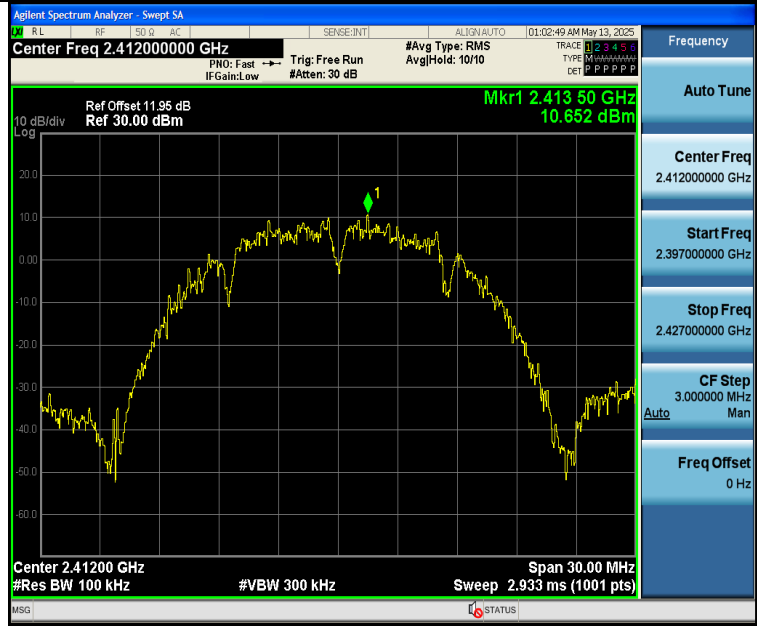 Agilent Spectrum Analyzer - Swept SA
LXI RL RF 50 Ω AC SENSE:INT ALIGN AUTO 01:02:49 AM May 13, 2025
Center Freq 2.412000000 GHz
PNO: Fast
IFGain:Low
Trig: Free Run
#Atten: 30 dB
#Avg Type: RMS
Avg|Hold: 10/10
TRACE 1 2 3 4 5 6
TYPE M
DET P P P P P P
Frequency
Mkr1 2.413 50 GHz
10.652 dBm
Ref Offset 11.95 dB
10 dB/div Ref 30.00 dBm
Log
1
20.0
10.0
0.00
-10.0
-20.0
-30.0
-40.0
-50.0
-60.0
Center 2.41200 GHz Span 30.00 MHz
#Res BW 100 kHz #VBW 300 kHz Sweep 2.933 ms (1001 pts)
Auto Tune
Center Freq
2.412000000 GHz
Start Freq
2.397000000 GHz
Stop Freq
2.427000000 GHz
CF Step
3.000000 MHz
Auto Man
Freq Offset
0 Hz
MSG STATUS